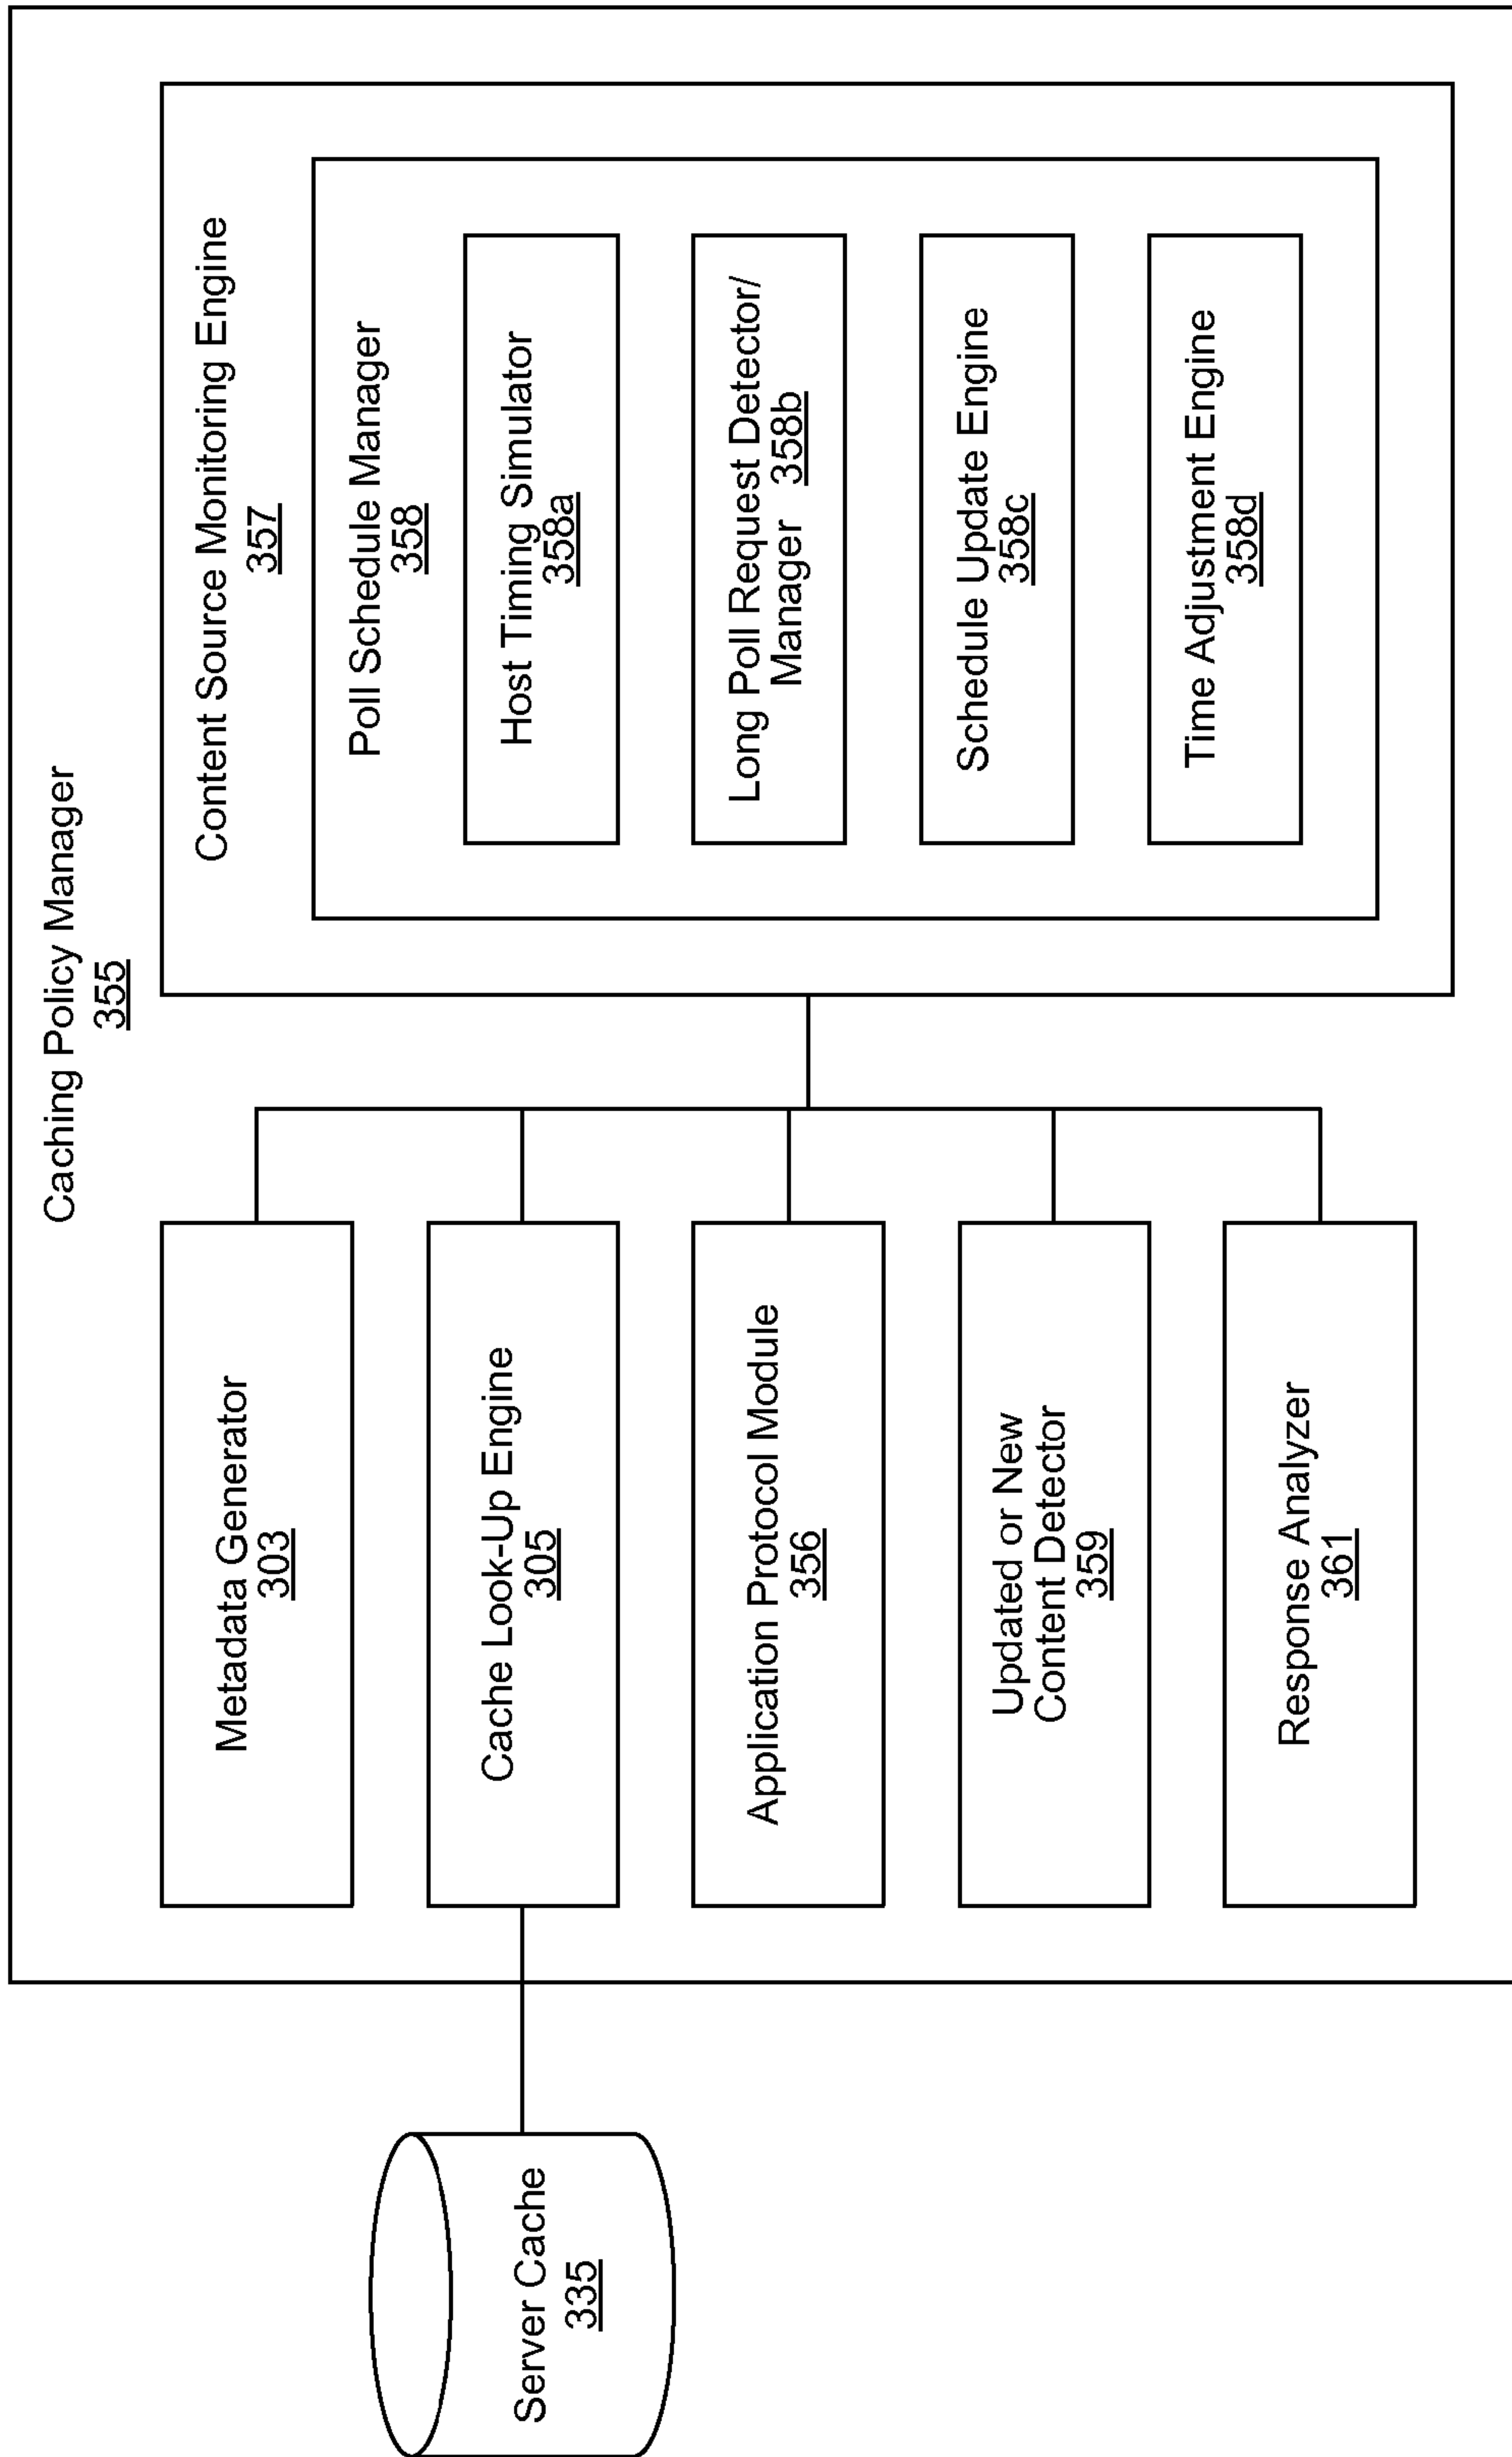 Caching Policy Manager
355
Server Cache
335
Metadata Generator
303
Cache Look-Up Engine
305
Application Protocol Module
356
Updated or New
Content Detector
359
Response Analyzer
361
Content Source Monitoring Engine
357
Poll Schedule Manager
358
Host Timing Simulator
358a
Long Poll Request Detector/
Manager 358b
Schedule Update Engine
358c
Time Adjustment Engine
358d